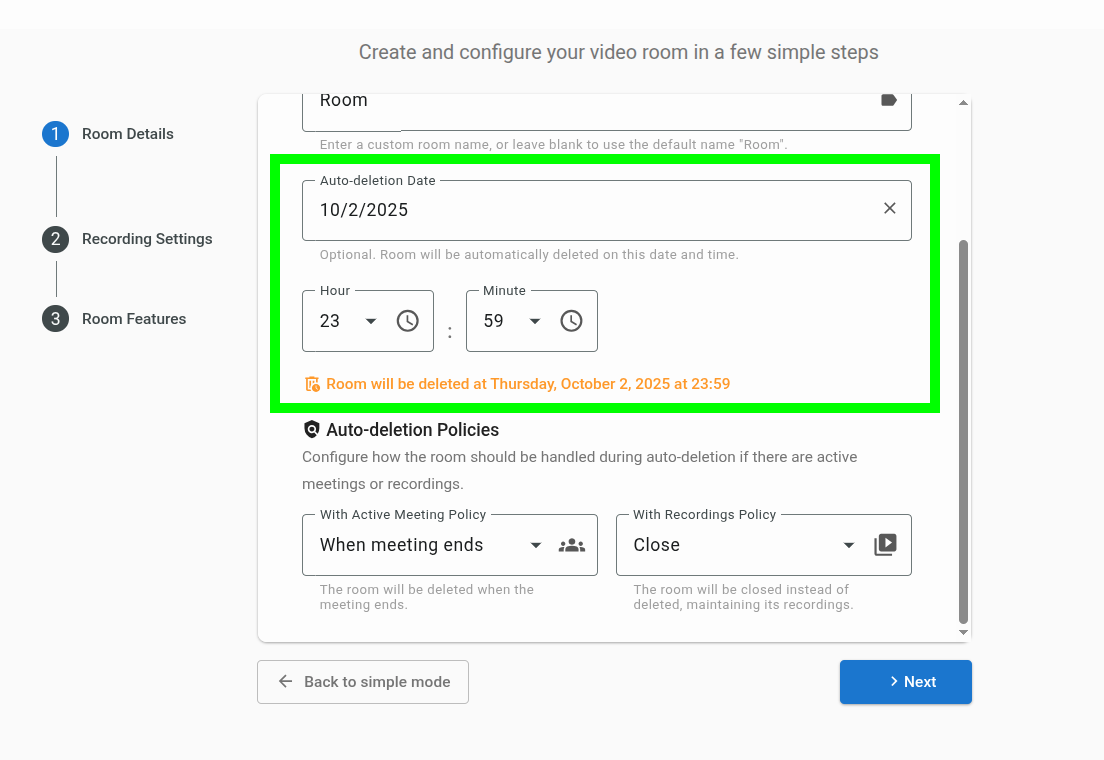 Create and configure your video room in a few simple steps
1 Room Details
2 Recording Settings
3 Room Features
Room
Enter a custom room name, or leave blank to use the default name "Room".
Auto-deletion Date
10/2/2025
Optional. Room will be automatically deleted on this date and time.
Hour
23
:
Minute
59
Room will be deleted at Thursday, October 2, 2025 at 23:59
Auto-deletion Policies
Configure how the room should be handled during auto-deletion if there are active
meetings or recordings.
With Active Meeting Policy
When meeting ends
The room will be deleted when the
meeting ends.
With Recordings Policy
Close
The room will be closed instead of
deleted, maintaining its recordings.
Back to simple mode
Next